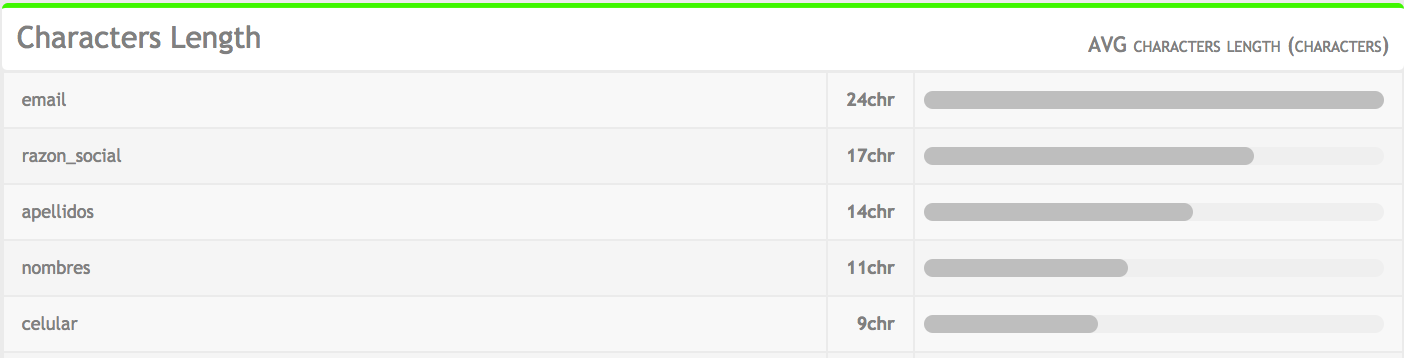 Characters Length
AVG characters length (characters)
email 24chr
razon_social 17chr
apellidos 14chr
nombres 11chr
celular 9chr